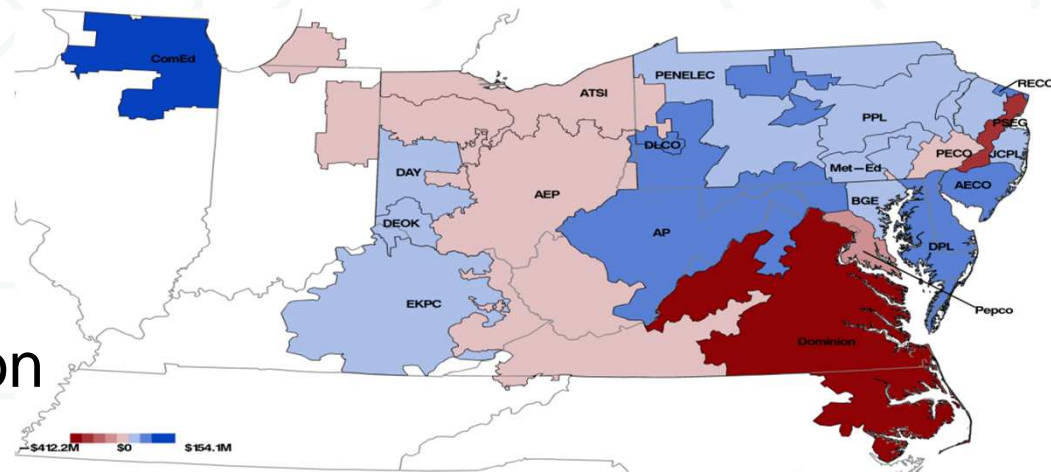 ComEd
ATSI
PENELEC
RECO
PSEG
PPL
DLCO
PECO
JCPL
Met-Ed
DAY
AEP
AECO
BGE
DEOK
AP
DPL
EKPC
Pepco
Dominion
on
-$412.2M $0 $154.1M